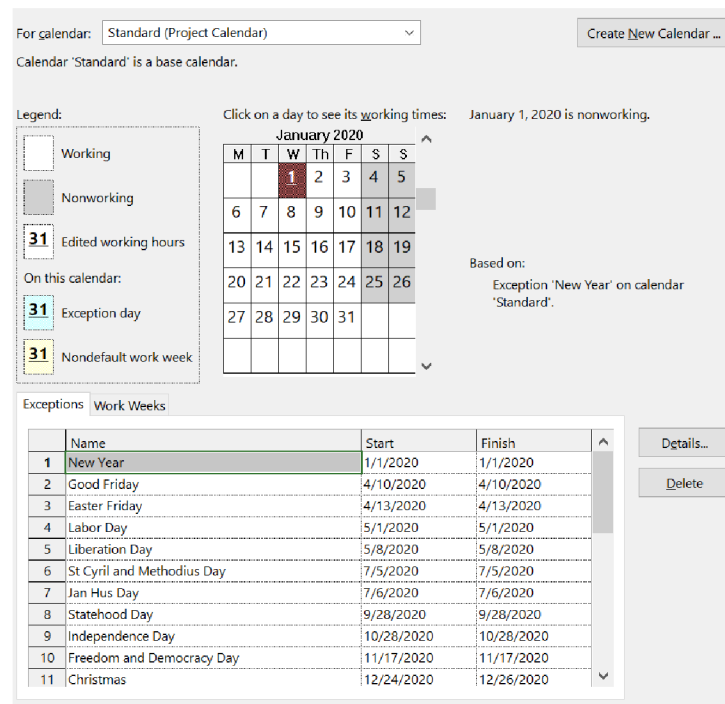 For calendar: Standard (Project Calendar) Create New Calendar ...
Calendar 'Standard' is a base calendar.
Legend: Click on a day to see its working times: January 1, 2020 is nonworking.
January 2020
M T W Th F S S
Working
1 2 3 4 5
Nonworking
6 7 8 9 10 11 12
31 Edited working hours
13 14 15 16 17 18 19
Based on:
On this calendar:
20 21 22 23 24 25 26
Exception 'New Year' on calendar
'Standard'.
31 Exception day
27 28 29 30 31
31 Nondefault work week
Exceptions Work Weeks
Name Start Finish Details...
1 New Year 1/1/2020 1/1/2020
2 Good Friday 4/10/2020 4/10/2020 Delete
3 Easter Friday 4/13/2020 4/13/2020
4 Labor Day 5/1/2020 5/1/2020
5 Liberation Day 5/8/2020 5/8/2020
6 St Cyril and Methodius Day 7/5/2020 7/5/2020
7 Jan Hus Day 7/6/2020 7/6/2020
8 Statehood Day 9/28/2020 9/28/2020
9 Independence Day 10/28/2020 10/28/2020
10 Freedom and Democracy Day 11/17/2020 11/17/2020
11 Christmas 12/24/2020 12/26/2020